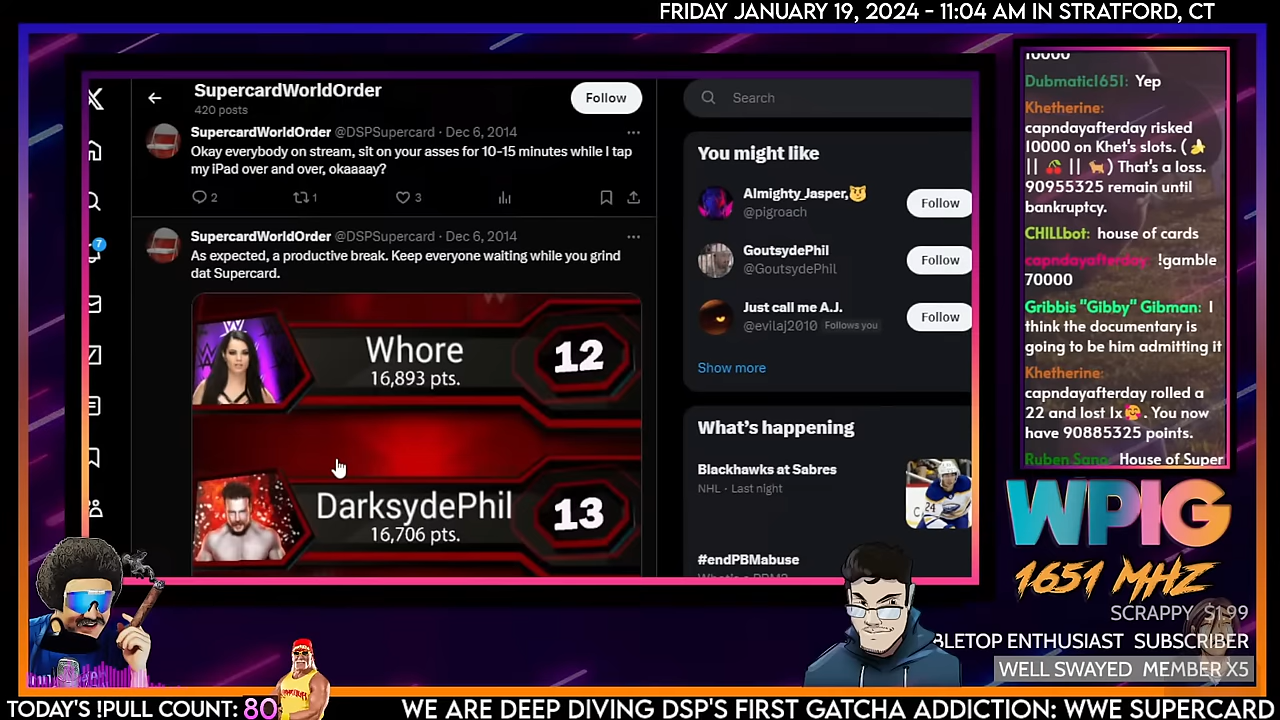 FRIDAY JANUARY 19, 2024 - 11:04 AM IN STRATFORD, CT
SupercardWorldOrder
420 posts
Follow
SupercardWorldOrder @DSPSupercard · Dec 6, 2014
Okay everybody on stream, sit on your asses for 10-15 minutes while I tap
my iPad over and over, okaaaay?
2
1
3
SupercardWorldOrder @DSPSupercard · Dec 6, 2014
As expected, a productive break. Keep everyone waiting while you grind
dat Supercard.
Whore
16,893 pts.
12
DarksydePhil
16,706 pts.
13
7
Search
You might like
Almighty_Jasper,😼
@pigroach
Follow
GoutsydePhil
@GoutsydePhil
Follow
Just call me A.J.
@evilaj2010 Follows you
Follow
Show more
What's happening
Blackhawks at Sabres
NHL · Last night
#endPBMabuse
10000
Dubmatic1651: Yep
Khetherine:
capndayafterday risked
10000 on Khet's slots. ( 🍌
|| 🍒 || 🐕 ) That's a loss.
90955325 remain until
bankruptcy.
CHILLbot: house of cards
capndayafterday: !gamble
70000
Gribbis "Gibby" Gibman: I
think the documentary is
going to be him admitting it
Khetherine:
capndayafterday rolled a
22 and lost 1x🥰. You now
have 90885325 points.
Ruben Sano: House of Super
WPIG
1651 MHZ
SCRAPPY $1.99
BLETOP ENTHUSIAST SUBSCRIBER
WELL SWAYED MEMBER X5
TODAY'S !PULL COUNT: 80
WE ARE DEEP DIVING DSP'S FIRST GATCHA ADDICTION: WWE SUPERCARD